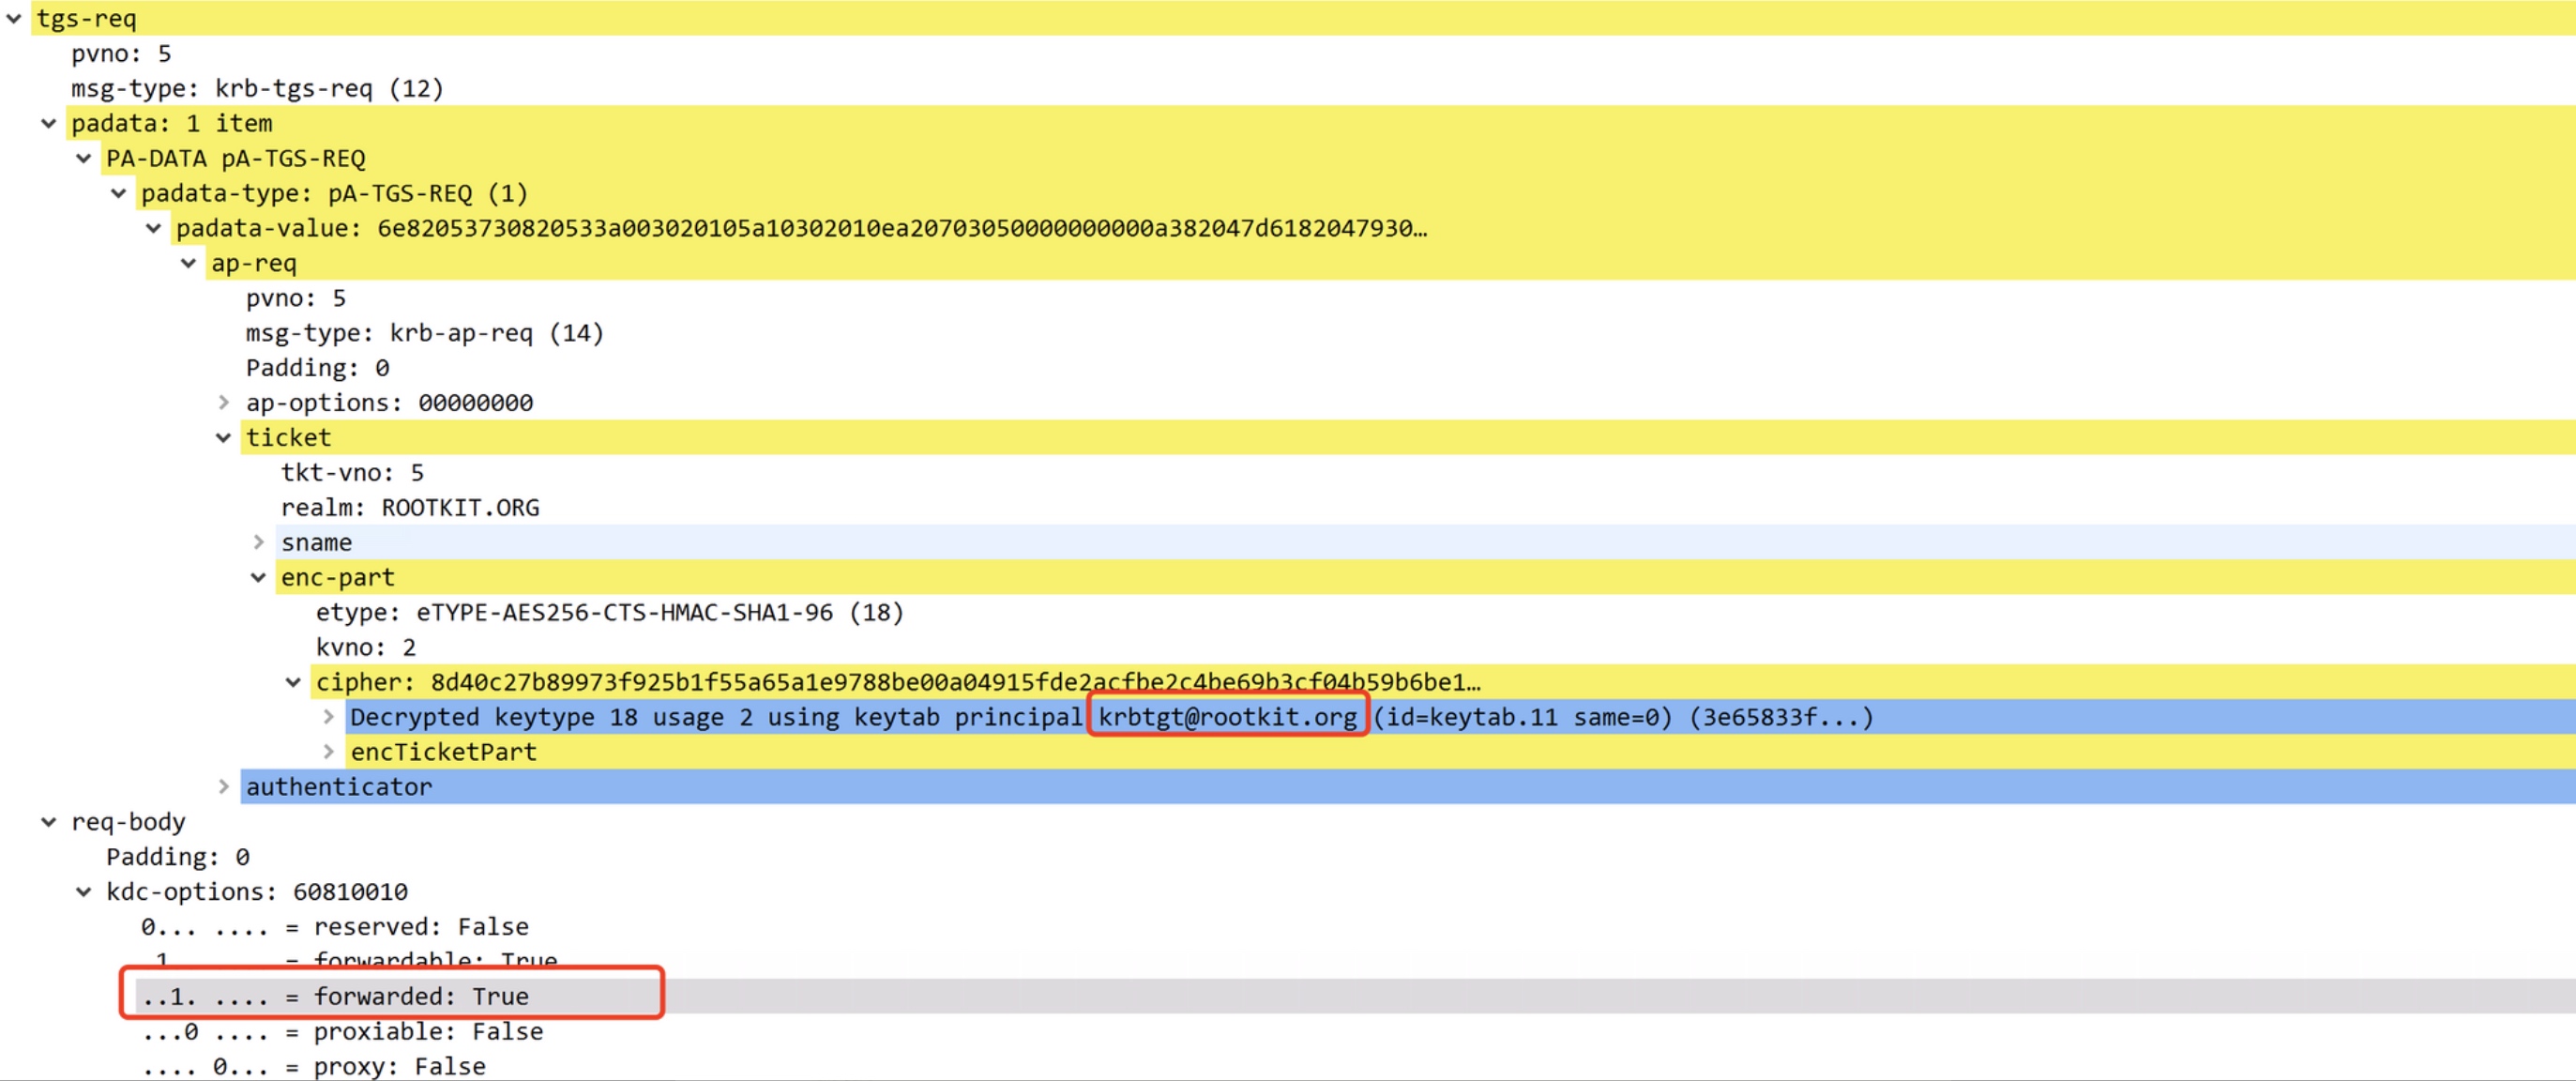 tgs-req
pvno: 5
msg-type: krb-tgs-req (12)
padata: 1 item
PA-DATA pA-TGS-REQ
padata-type: pA-TGS-REQ (1)
padata-value: 6e82053730820533a003020105a10302010ea20703050000000000a382047d6182047930…
ap-req
pvno: 5
msg-type: krb-ap-req (14)
Padding: 0
ap-options: 00000000
ticket
tkt-vno: 5
realm: ROOTKIT.ORG
sname
enc-part
etype: eTYPE-AES256-CTS-HMAC-SHA1-96 (18)
kvno: 2
cipher: 8d40c27b89973f925b1f55a65a1e9788be00a04915fde2acfbe2c4be69b3cf04b59b6be1…
Decrypted keytype 18 usage 2 using keytab principal krbtgt@rootkit.org (id=keytab.11 same=0) (3e65833f...)
encTicketPart
authenticator
req-body
Padding: 0
kdc-options: 60810010
0... .... = reserved: False
.1.. .... = forwardable: True
..1. .... = forwarded: True
...0 .... = proxiable: False
.... 0... = proxy: False